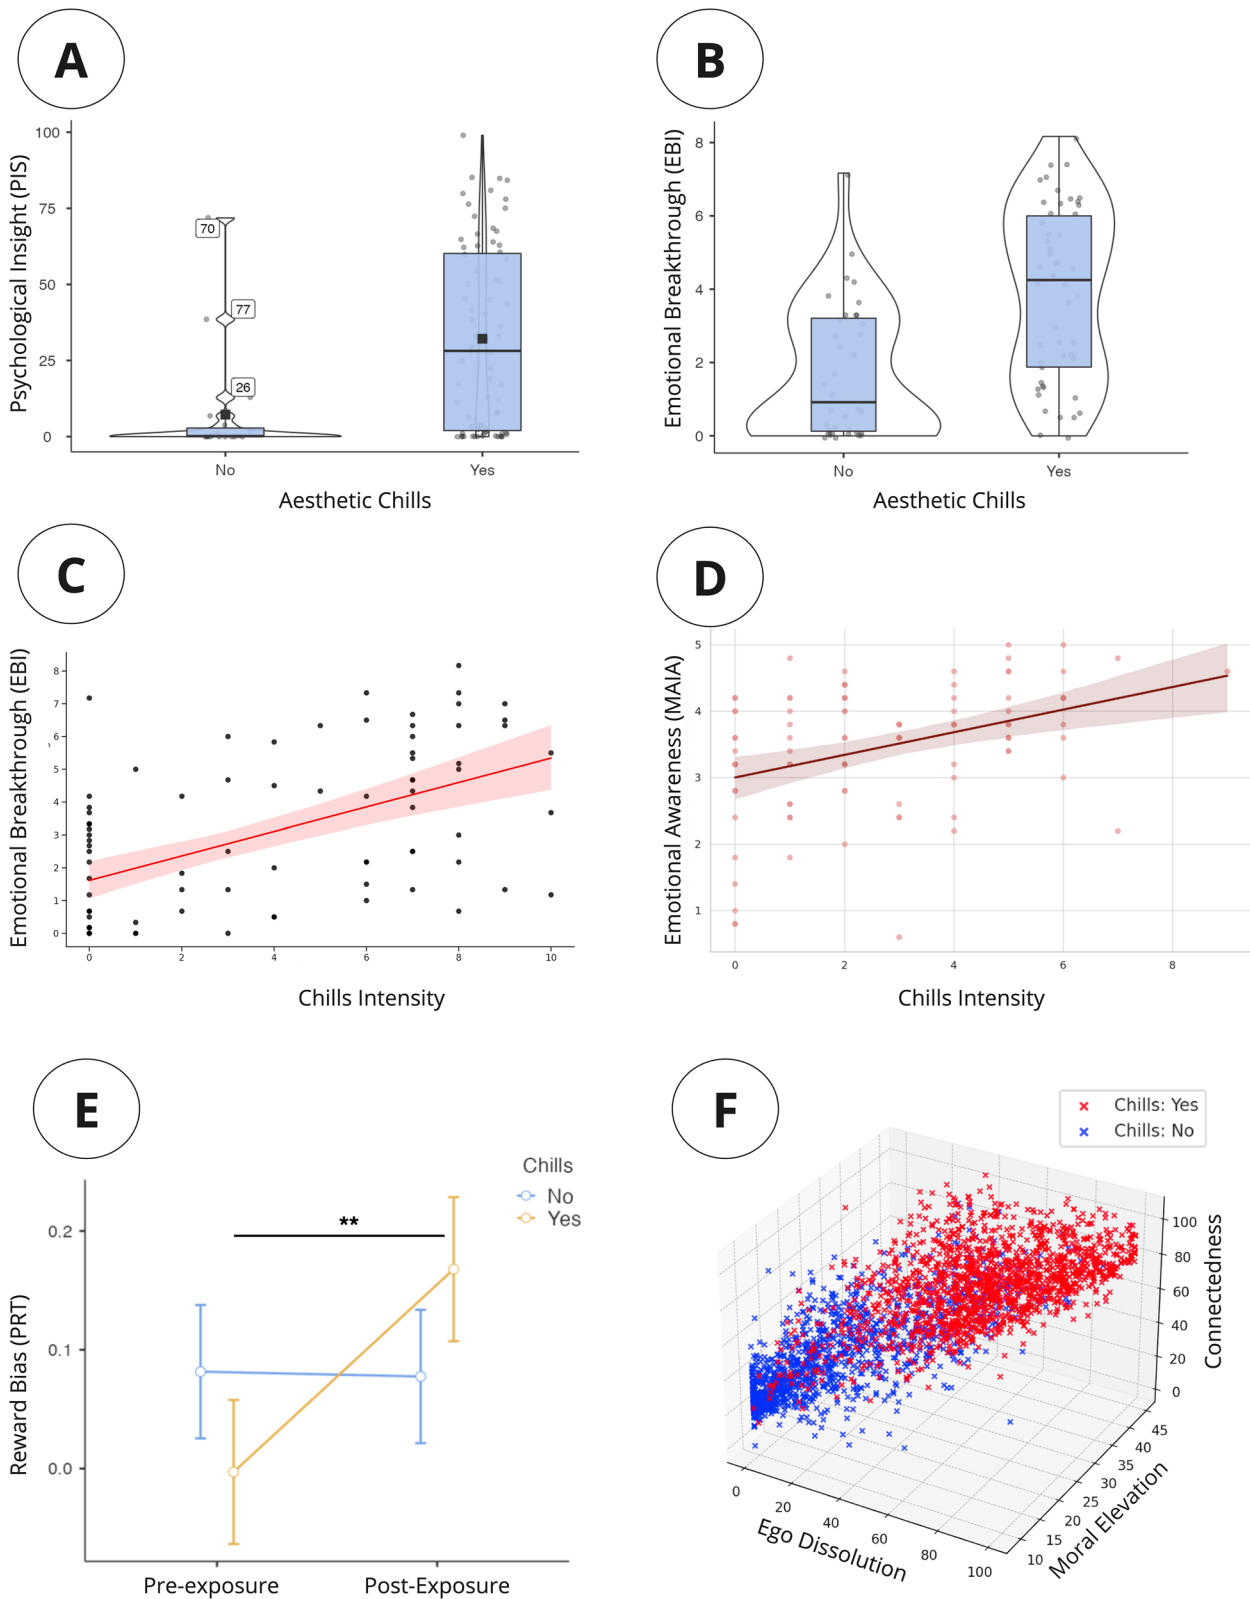 A
B
Psychological Insight (PIS)
100
75
50
25
0
70
77
26
No
Yes
Aesthetic Chills
Emotional Breakthrough (EBI)
8
6
4
2
0
No
Yes
Aesthetic Chills
C
D
Emotional Breakthrough (EBI)
8
7
6
5
4
3
2
1
0
0 2 4 6 8 10
Chills Intensity
Emotional Awareness (MAIA)
5
4
3
2
1
0 2 4 6 8
Chills Intensity
E
F
Chills
No
Yes
**
Reward Bias (PRT)
0.2
0.1
0.0
Pre-exposure
Post-Exposure
Chills: Yes
Chills: No
Connectedness
100
80
60
40
20
0
Moral Elevation
45
40
35
30
25
20
15
10
Ego Dissolution
0
20
40
60
80
100